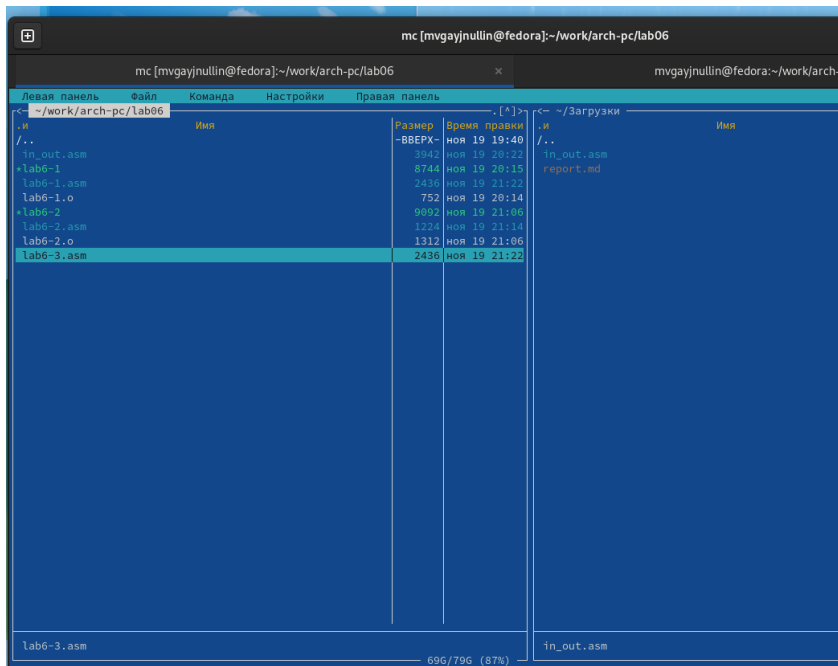 mc [mvgayjnullin@fedora]:~/work/arch-pc/lab06
mc [mvgayjnullin@fedora]:~/work/arch-pc/lab06 × mvgayjnullin@fedora:~/work/arch-
Левая панель Файл Команда Настройки Правая панель
<─ ~/work/arch-pc/lab06 .[^]>
.и Имя Размер Время правки
/.. -ВВЕРХ- ноя 19 19:40
in_out.asm 3942 ноя 19 20:22
*lab6-1 8744 ноя 19 20:15
lab6-1.asm 2436 ноя 19 21:22
lab6-1.o 752 ноя 19 20:14
*lab6-2 9092 ноя 19 21:06
lab6-2.asm 1224 ноя 19 21:14
lab6-2.o 1312 ноя 19 21:06
lab6-3.asm 2436 ноя 19 21:22
lab6-3.asm
69G/79G (87%)
<─ ~/Загрузки
.и Имя
/..
in_out.asm
report.md
in_out.asm